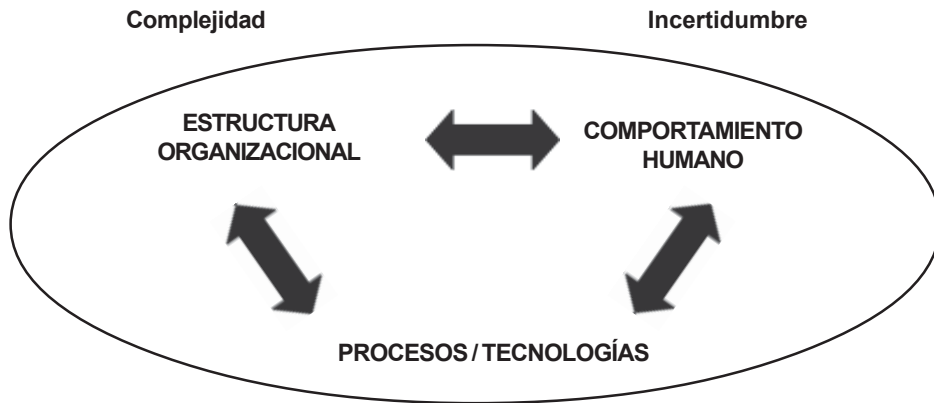 Complejidad
Incertidumbre
ESTRUCTURA
ORGANIZACIONAL
COMPORTAMIENTO
HUMANO
PROCESOS / TECNOLOGÍAS